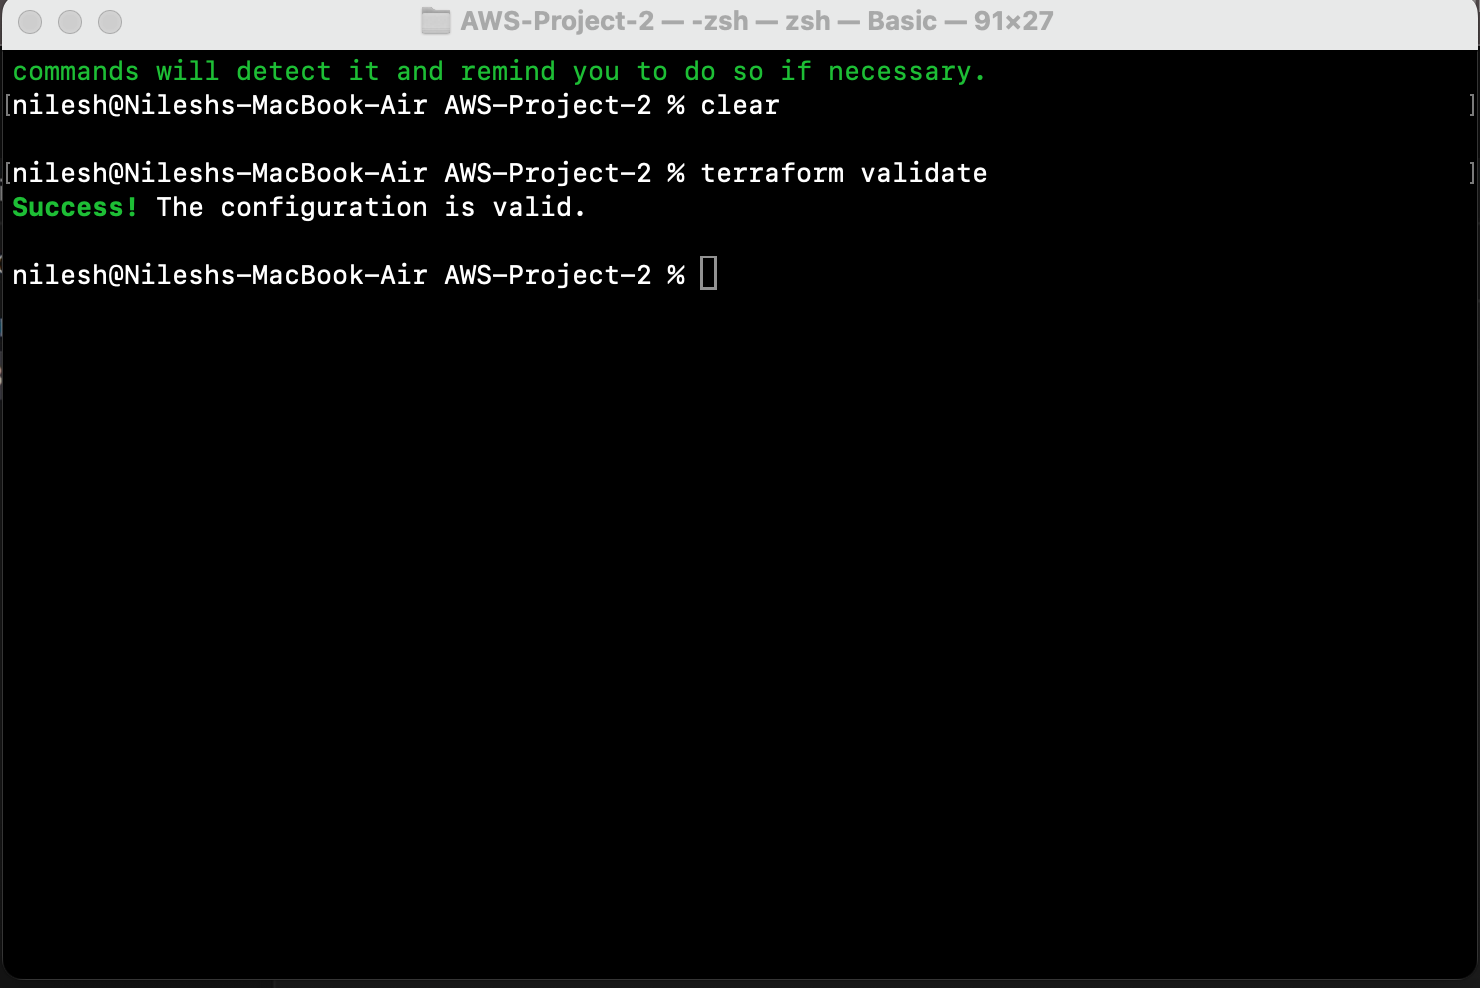 AWS-Project-2 — -zsh — zsh — Basic — 91×27
commands will detect it and remind you to do so if necessary.
[nilesh@Nileshs-MacBook-Air AWS-Project-2 % clear ]
[nilesh@Nileshs-MacBook-Air AWS-Project-2 % terraform validate ]
Success! The configuration is valid.
nilesh@Nileshs-MacBook-Air AWS-Project-2 %